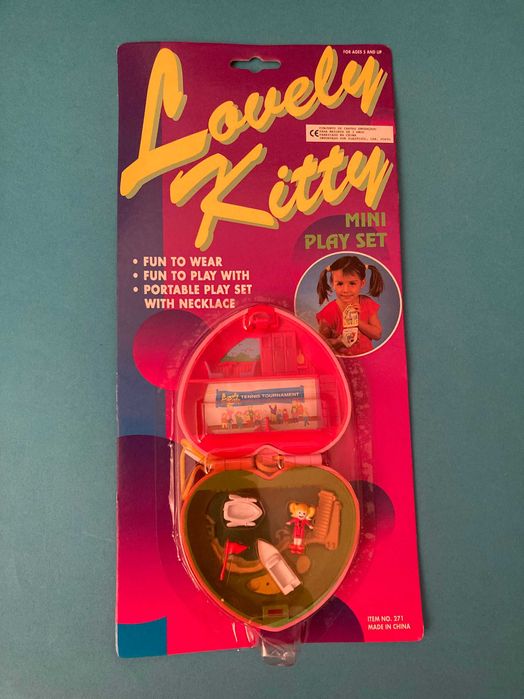 FOR AGES 5 AND UP
Lovely
Kitty
CE
MINI
PLAY SET
• FUN TO WEAR
• FUN TO PLAY WITH
• PORTABLE PLAY SET
WITH NECKLACE
TENNIS TOURNAMENT
ITEM NO. 271
MADE IN CHINA